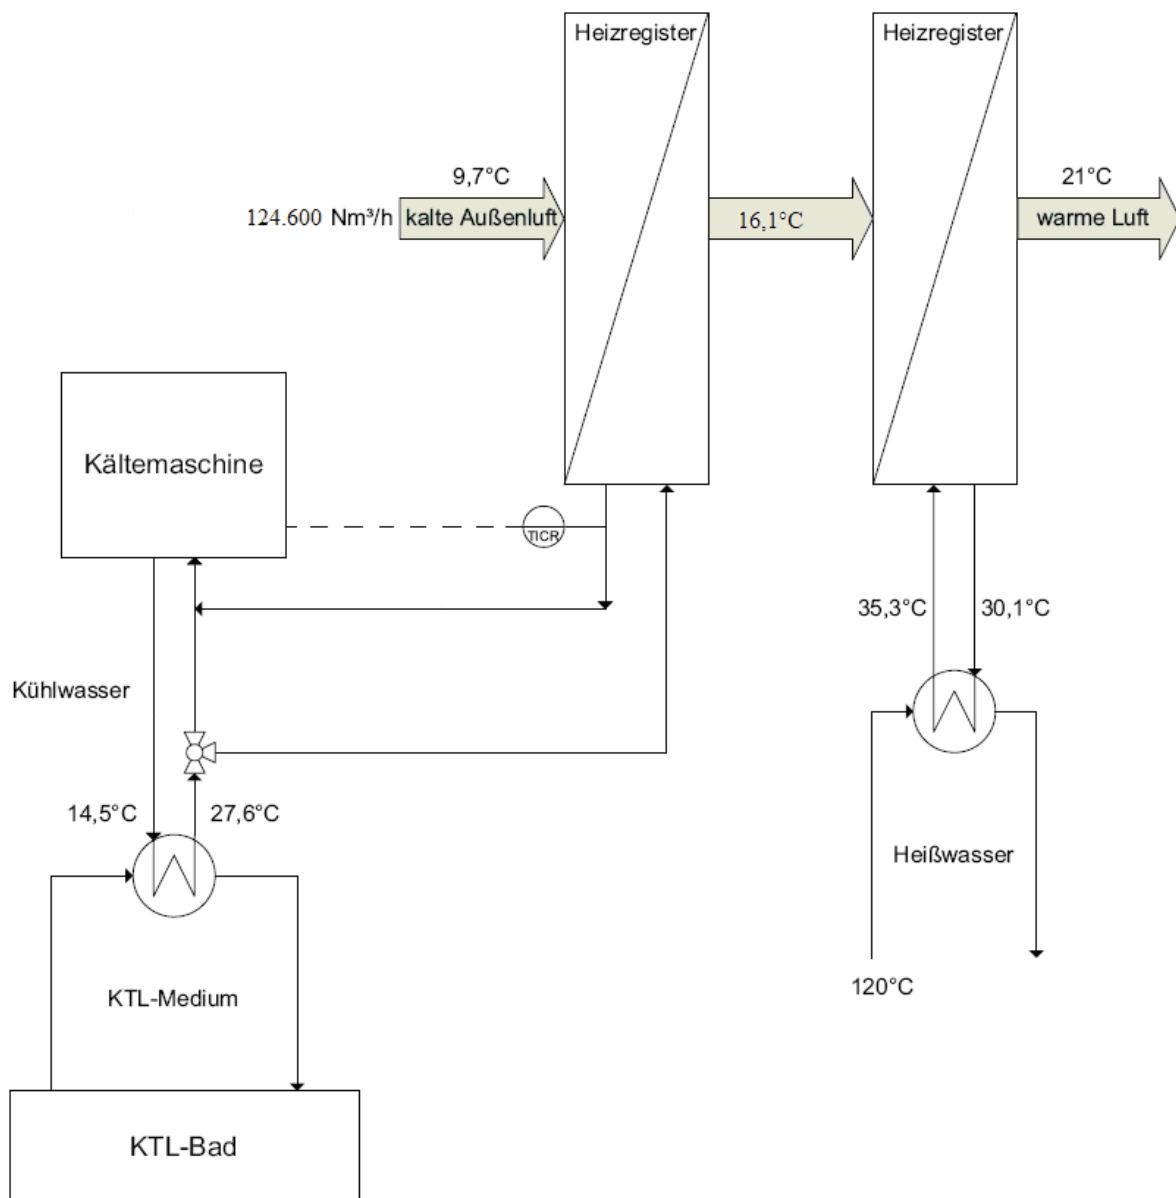 Heizregister
Heizregister
9,7°C
21°C
124.600 Nm³/h
kalte Außenluft
16,1°C
warme Luft
Kältemaschine
TICR
35,3°C
30,1°C
Kühlwasser
14,5°C
27,6°C
Heißwasser
120°C
KTL-Medium
KTL-Bad